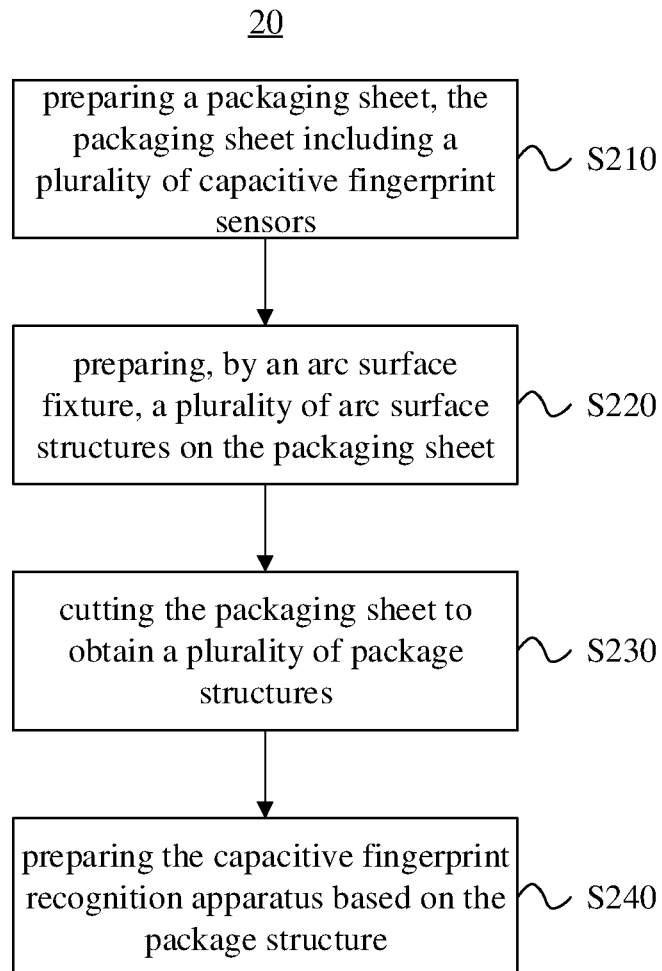 20
preparing a packaging sheet, the
packaging sheet including a
plurality of capacitive fingerprint
sensors
S210
preparing, by an arc surface
fixture, a plurality of arc surface
structures on the packaging sheet
S220
cutting the packaging sheet to
obtain a plurality of package
structures
S230
preparing the capacitive fingerprint
recognition apparatus based on the
package structure
S240